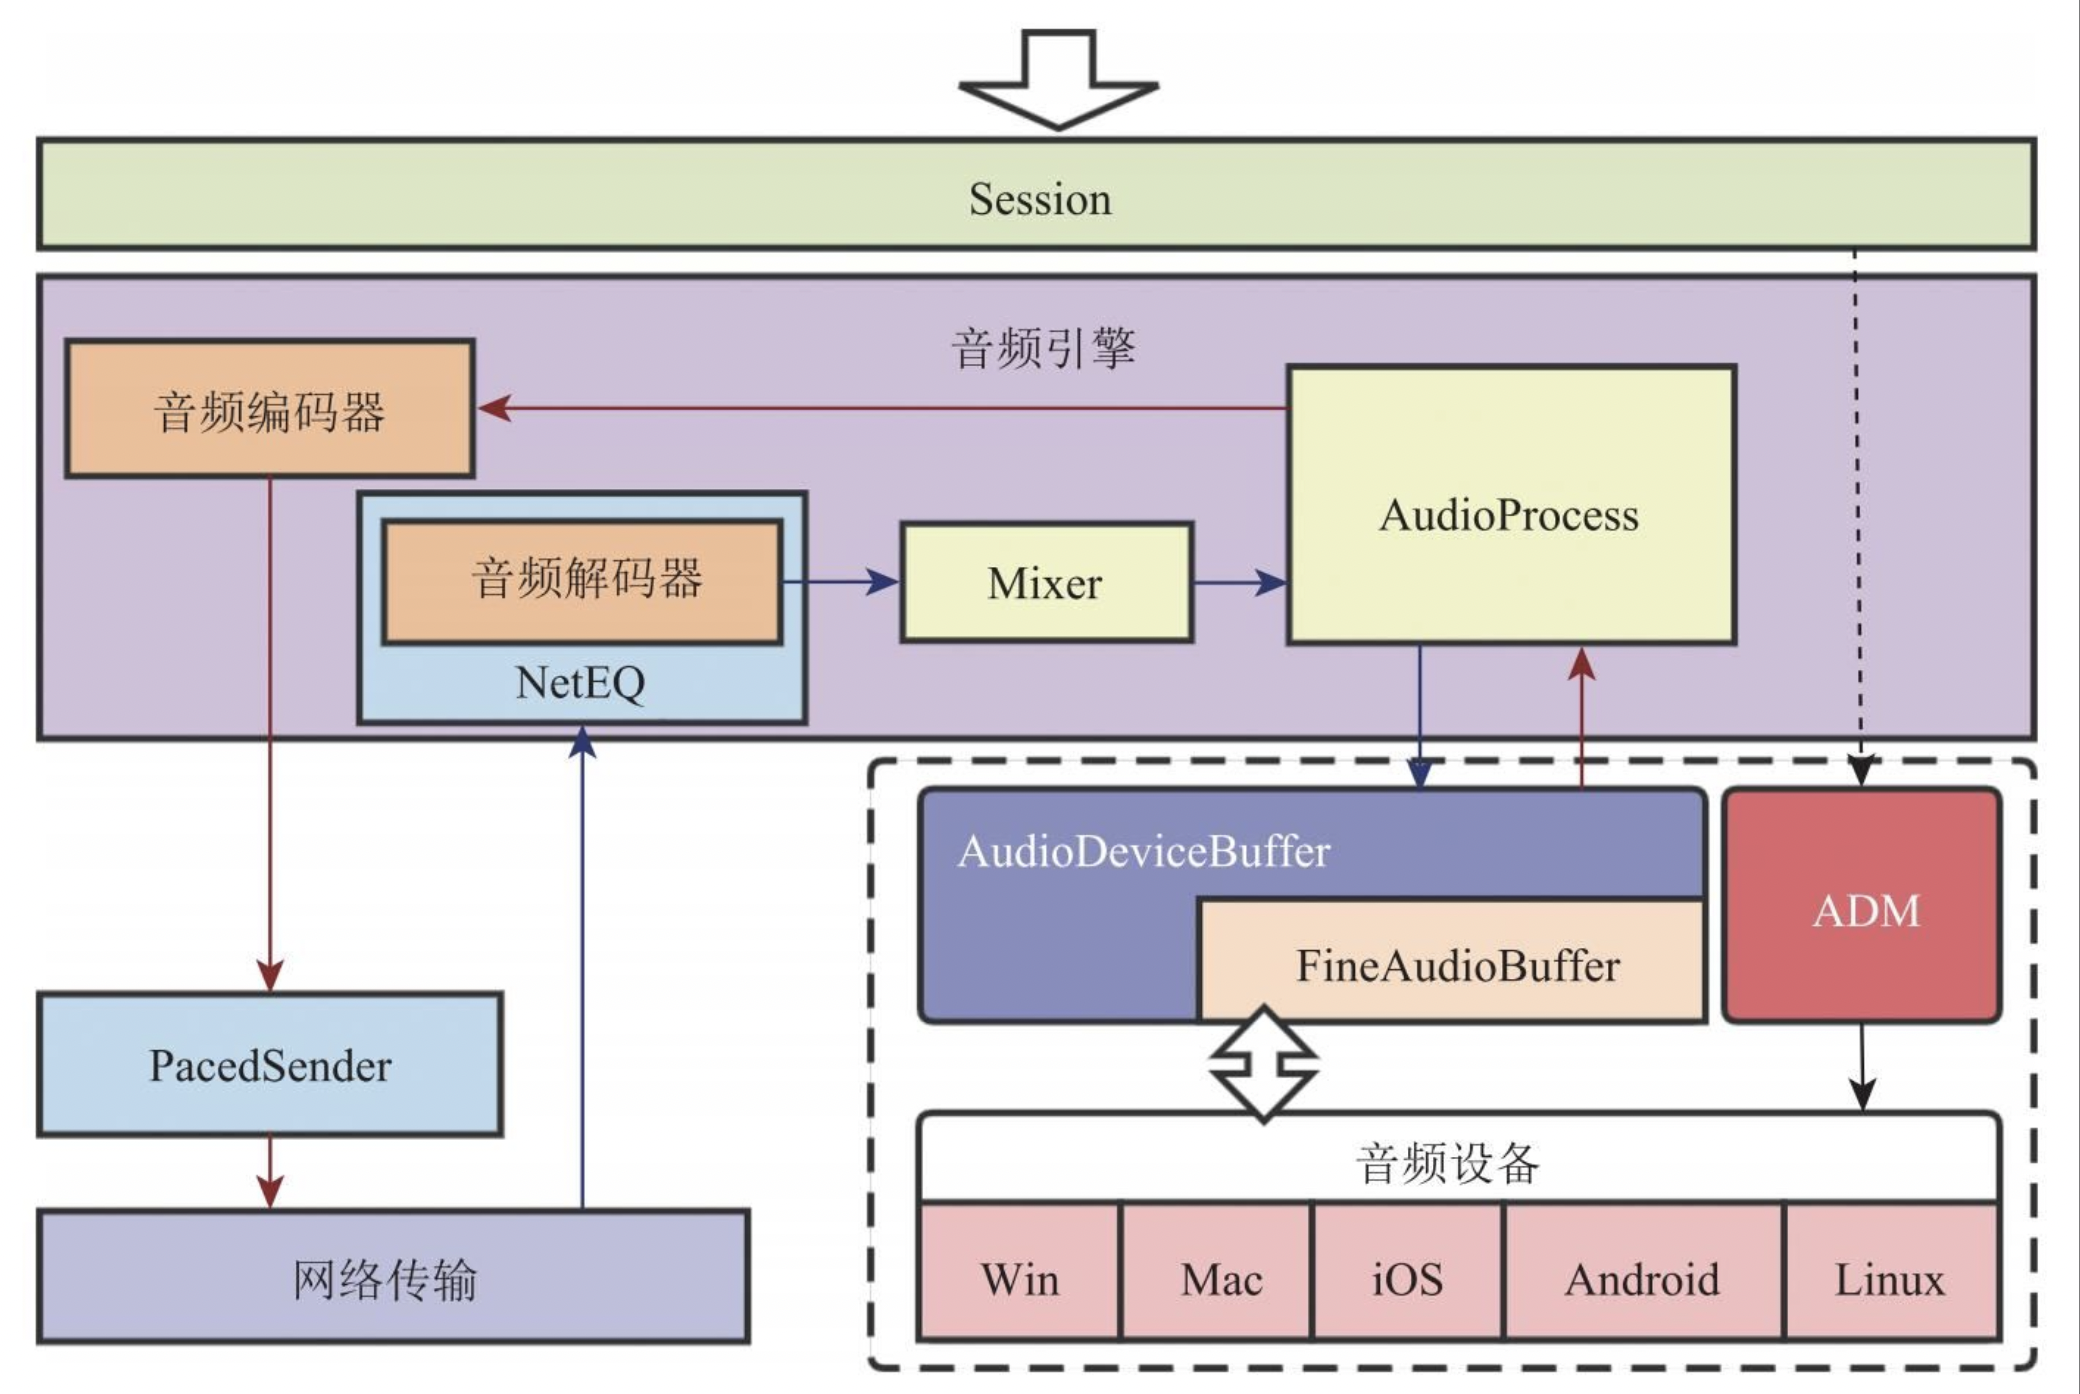 Session
音频引擎
音频编码器
AudioProcess
音频解码器
Mixer
NetEQ
AudioDeviceBuffer
ADM
FineAudioBuffer
PacedSender
音频设备
网络传输
Win
Mac
iOS
Android
Linux